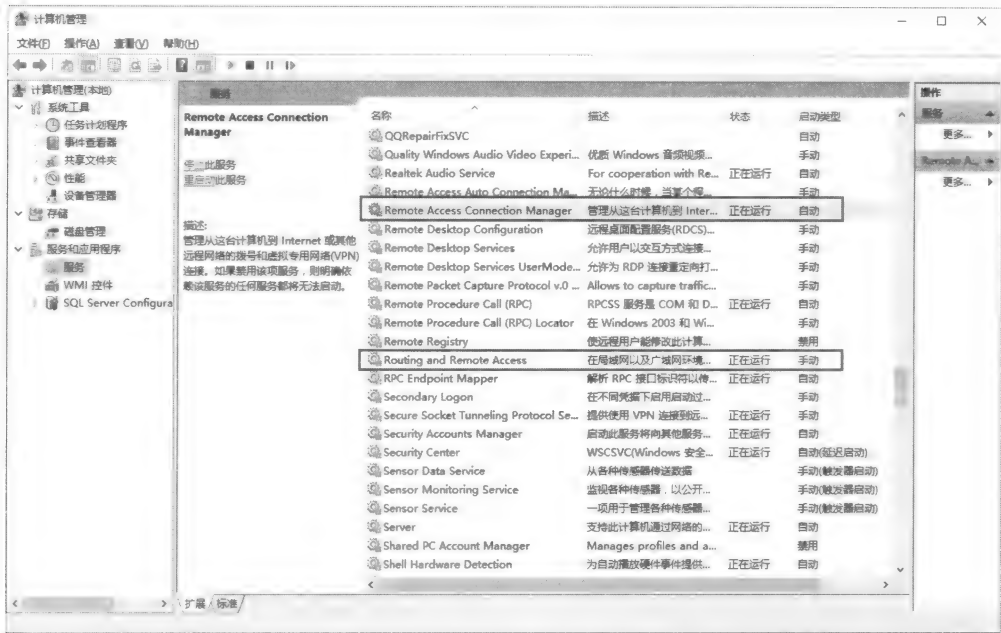 计算机管理
文件(F) 操作(A) 查看(V) 帮助(H)
计算机管理(本地)
系统工具
任务计划程序
事件查看器
共享文件夹
性能
设备管理器
存储
磁盘管理
服务和应用程序
服务
WMI 控件
SQL Server Configura
服务
Remote Access Connection
Manager
停止此服务
重启动此服务
描述:
管理从这台计算机到 Internet 或其他
远程网络的拨号和虚拟专用网络(VPN)
连接。如果禁用该项服务，则明确依
赖该服务的任何服务都将无法启动。
名称 描述 状态 启动类型
QQRepairFixSVC 自动
Quality Windows Audio Video Experi... 优质 Windows 音频视频... 手动
Realtek Audio Service For cooperation with Re... 正在运行 自动
Remote Access Auto Connection Ma... 无论什么时候，当某个程... 手动
Remote Access Connection Manager 管理从这台计算机到 Inter... 正在运行 自动
Remote Desktop Configuration 远程桌面配置服务(RDCS)... 手动
Remote Desktop Services 允许用户以交互方式连接... 手动
Remote Desktop Services UserMode... 允许为 RDP 连接重定向打... 手动
Remote Packet Capture Protocol v.0 ... Allows to capture traffic... 手动
Remote Procedure Call (RPC) RPCSS 服务是 COM 和 D... 正在运行 自动
Remote Procedure Call (RPC) Locator 在 Windows 2003 和 Wi... 手动
Remote Registry 使远程用户能修改此计算... 禁用
Routing and Remote Access 在局域网以及广域网环境... 正在运行 手动
RPC Endpoint Mapper 解析 RPC 接口标识符以传... 正在运行 自动
Secondary Logon 在不同凭据下启用启动过... 手动
Secure Socket Tunneling Protocol Se... 提供使用 VPN 连接到远... 正在运行 手动
Security Accounts Manager 启动此服务将向其他服务... 正在运行 自动
Security Center WSCSVC(Windows 安全... 正在运行 自动(延迟启动)
Sensor Data Service 从各种传感器传送数据 手动(触发器启动)
Sensor Monitoring Service 监视各种传感器，以公开... 手动(触发器启动)
Sensor Service 一项用于管理各种传感器... 手动(触发器启动)
Server 支持此计算机通过网络的... 正在运行 自动
Shared PC Account Manager Manages profiles and a... 禁用
Shell Hardware Detection 为自动播放硬件事件提供... 正在运行 自动
扩展 标准
操作
服务
更多...
Remote A...
更多...